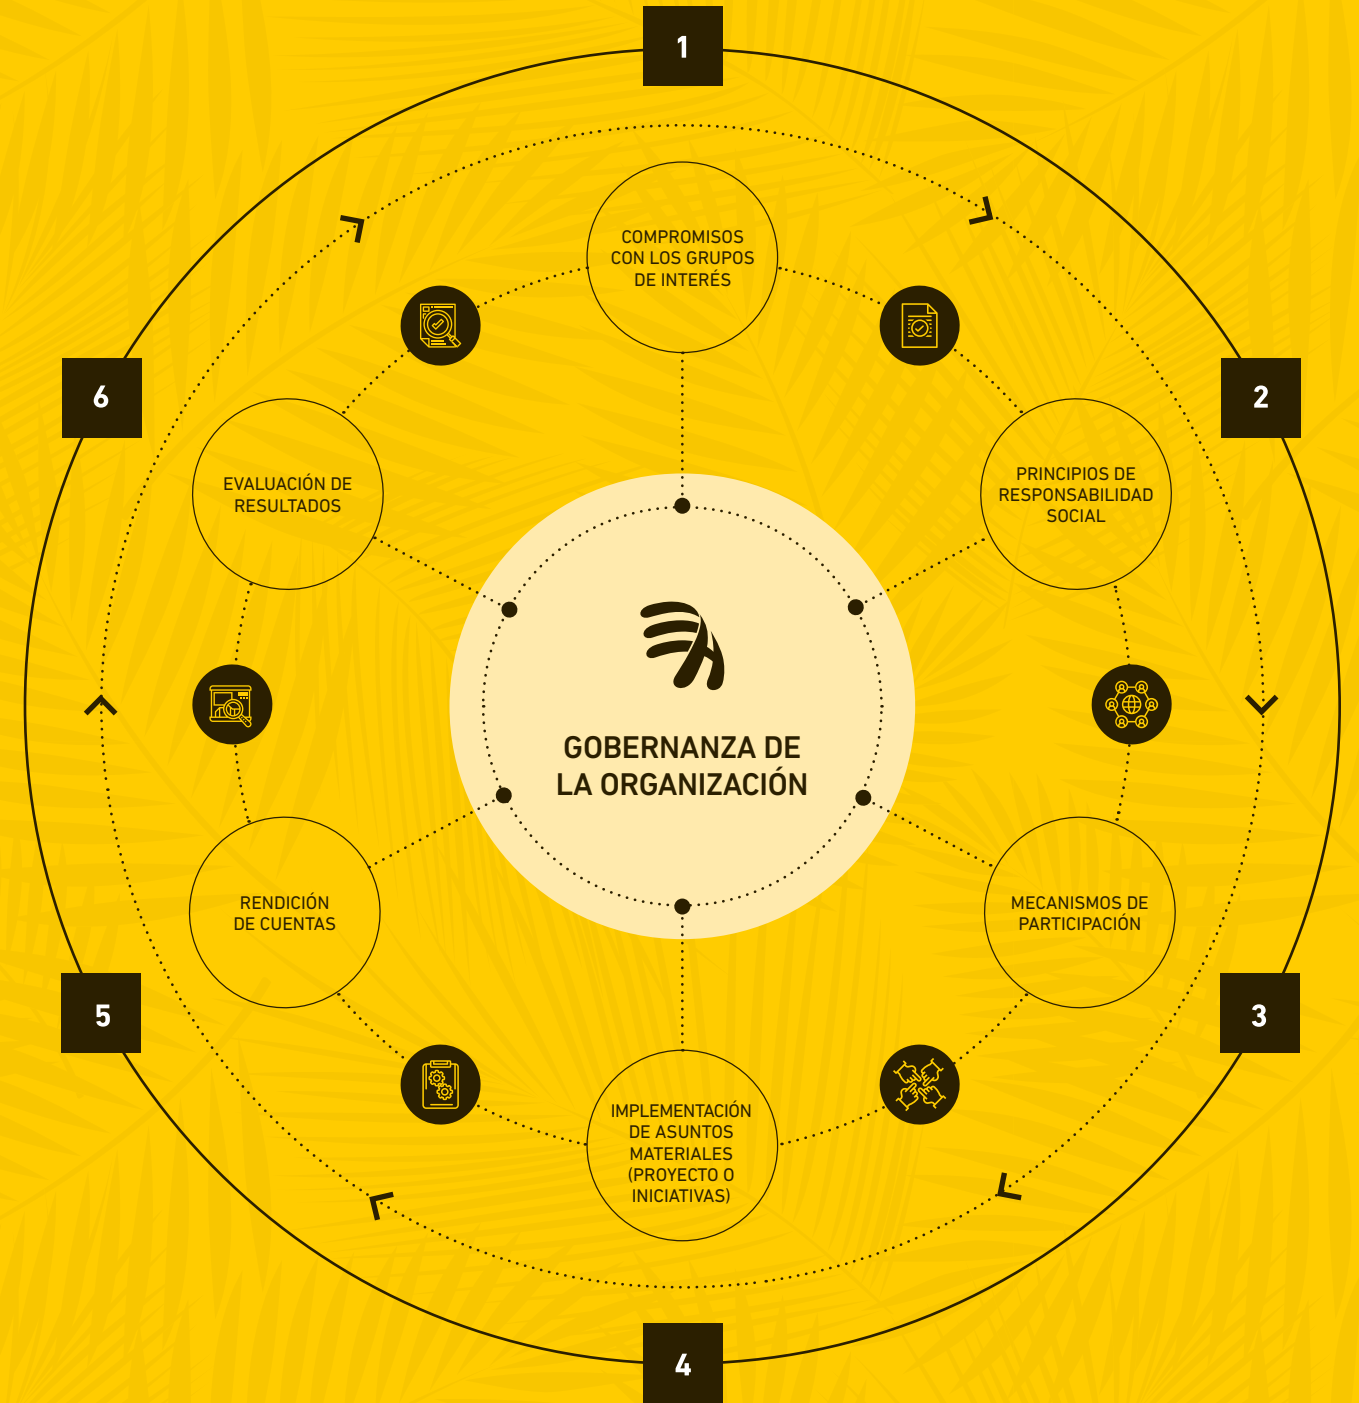 1
COMPROMISOS
CON LOS GRUPOS
DE INTERÉS
2
PRINCIPIOS DE
RESPONSABILIDAD
SOCIAL
3
MECANISMOS DE
PARTICIPACIÓN
4
IMPLEMENTACIÓN
DE ASUNTOS
MATERIALES
(PROYECTO O
INICIATIVAS)
5
RENDICIÓN
DE CUENTAS
6
EVALUACIÓN DE
RESULTADOS
GOBERNANZA DE
LA ORGANIZACIÓN